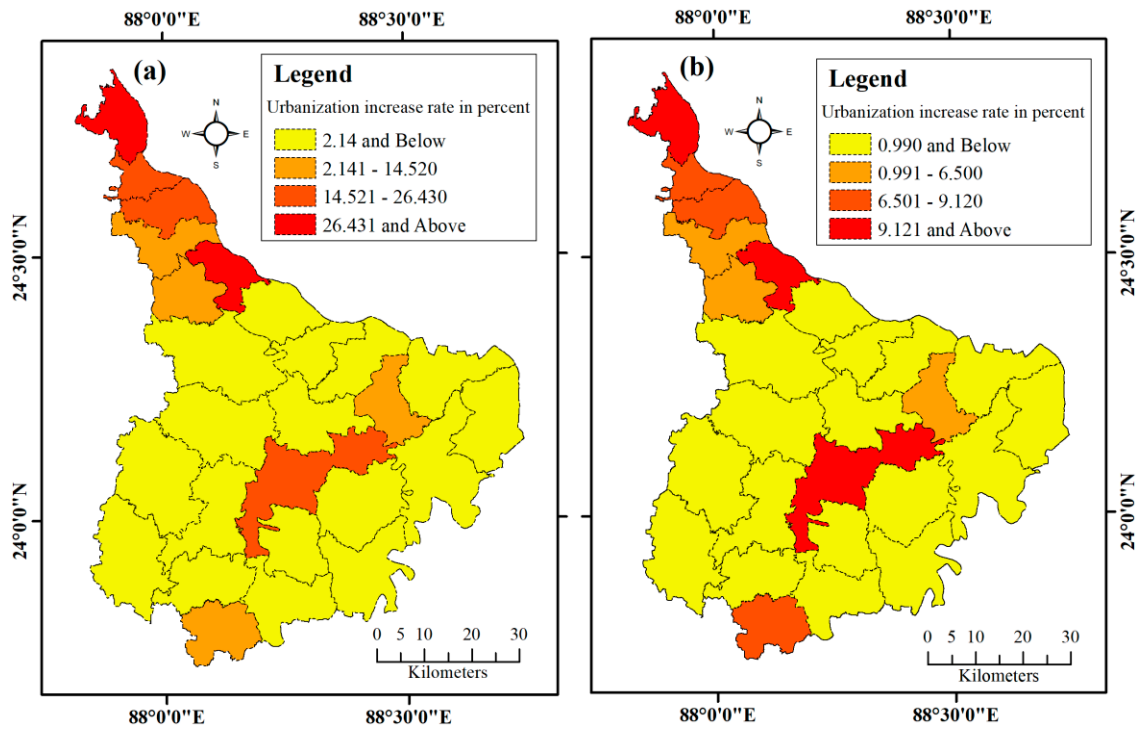 88°0'0"E 88°30'0"E 88°0'0"E 88°30'0"E
(a)
Legend
Urbanization increase rate in percent
2.14 and Below
2.141 - 14.520
14.521 - 26.430
26.431 and Above
N
W E
S
24°30'0"N
24°0'0"N
0 5 10 20 30
Kilometers
(b)
Legend
Urbanization increase rate in percent
0.990 and Below
0.991 - 6.500
6.501 - 9.120
9.121 and Above
N
W E
S
24°30'0"N
24°0'0"N
0 5 10 20 30
Kilometers
88°0'0"E 88°30'0"E 88°0'0"E 88°30'0"E